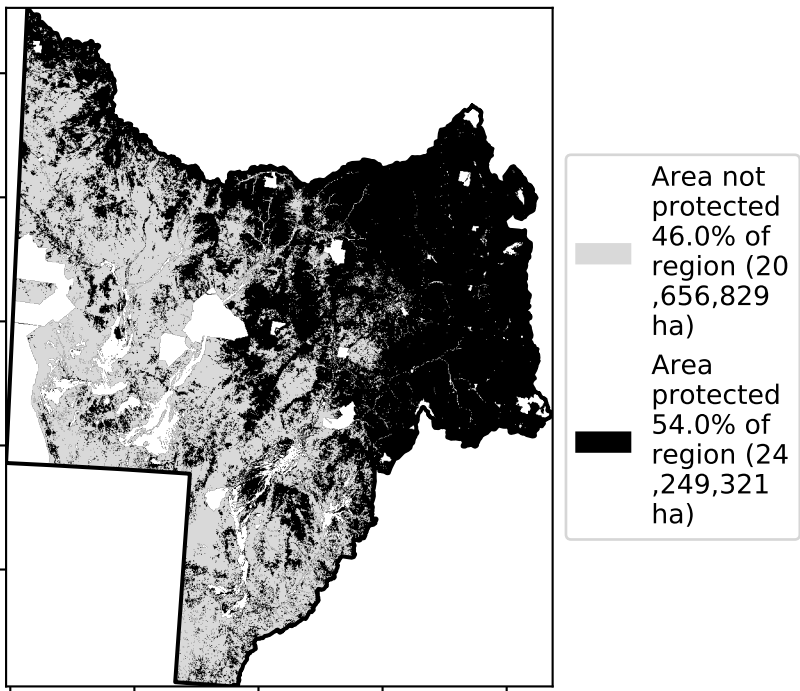 Area not
protected
46.0% of
region (20
,656,829
ha)
Area
protected
54.0% of
region (24
,249,321
ha)